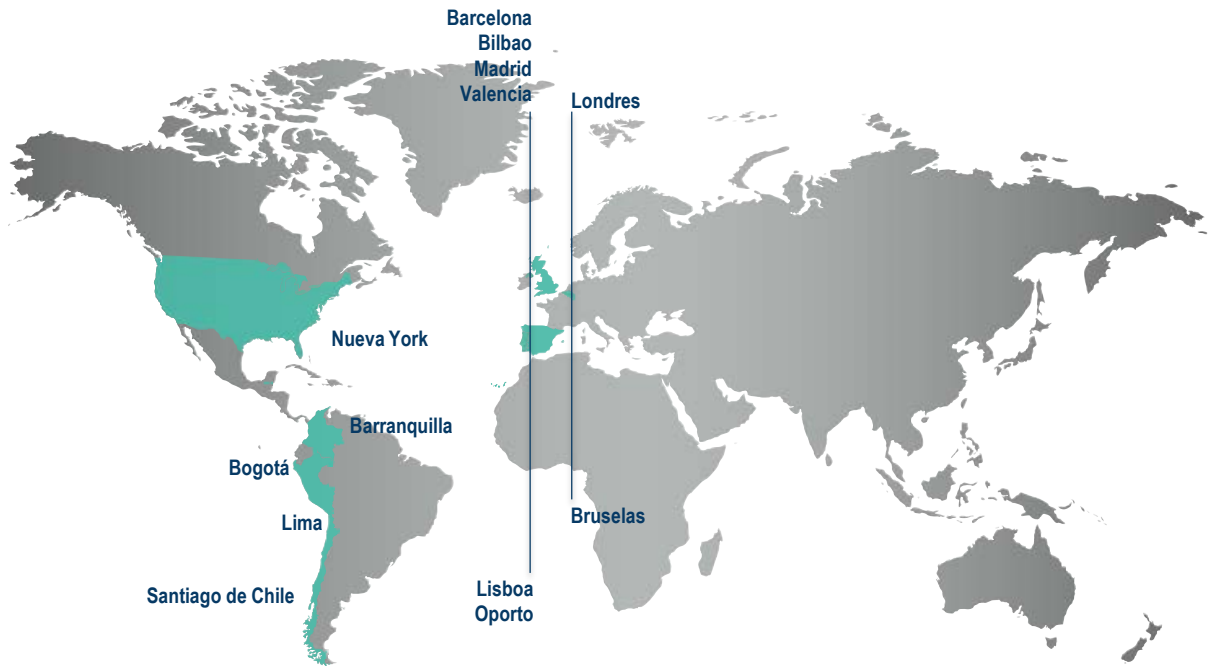 Barcelona
Bilbao
Madrid
Valencia
Londres
Nueva York
Barranquilla
Bogotá
Lima
Bruselas
Santiago de Chile
Lisboa
Oporto